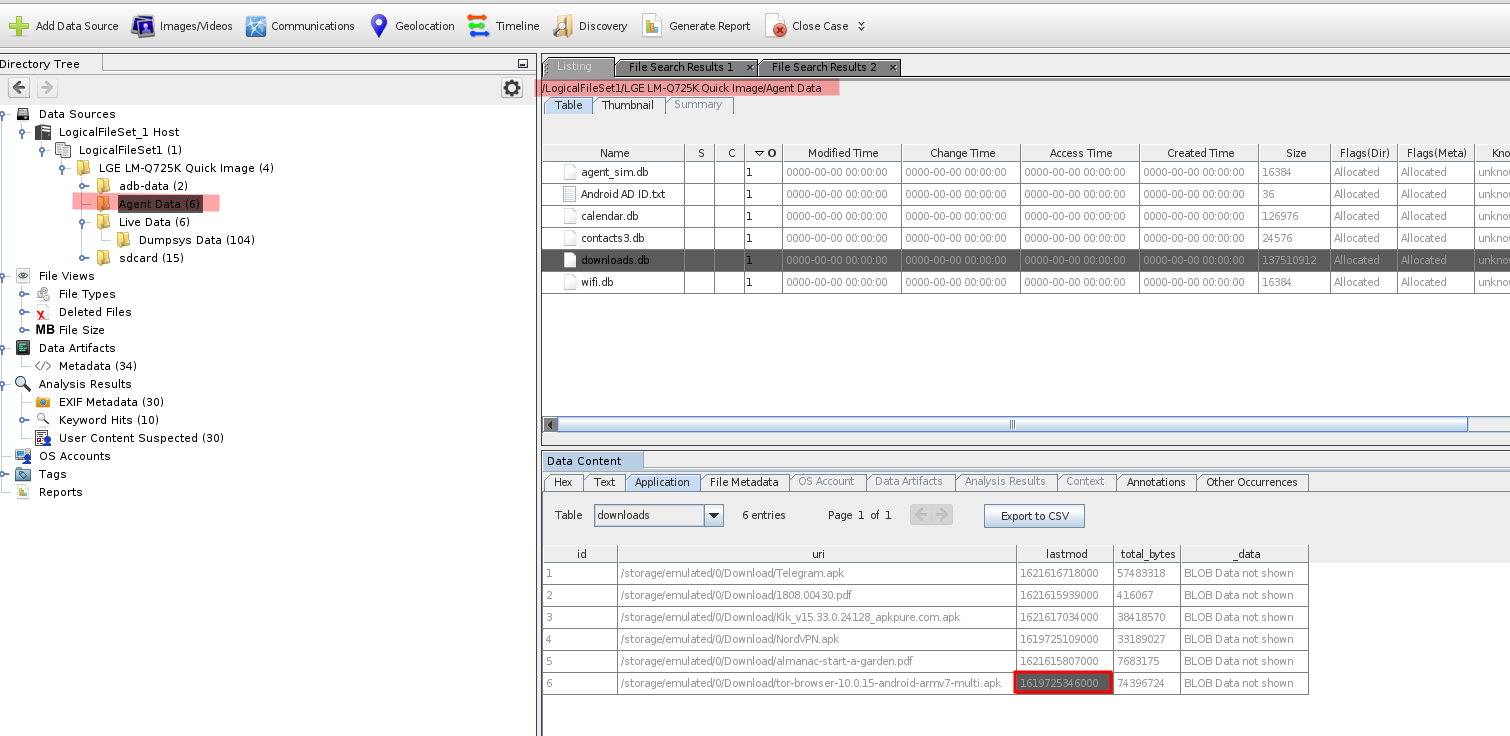 Add Data Source Images/Videos Communications Geolocation Timeline Discovery Generate Report Close Case
Directory Tree
Data Sources
LogicalFileSet_1 Host
LogicalFileSet1 (1)
LGE LM-Q725K Quick Image (4)
adb-data (2)
Agent Data (6)
Live Data (6)
Dumpsys Data (104)
sdcard (15)
File Views
File Types
Deleted Files
MB File Size
Data Artifacts
Metadata (34)
Analysis Results
EXIF Metadata (30)
Keyword Hits (10)
User Content Suspected (30)
OS Accounts
Tags
Reports
Listing File Search Results 1 × File Search Results 2 ×
/LogicalFileSet1/LGE LM-Q725K Quick Image/Agent Data
Table Thumbnail Summary
Name S C O Modified Time Change Time Access Time Created Time Size Flags(Dir) Flags(Meta) Kno
agent_sim.db 1 0000-00-00 00:00:00 0000-00-00 00:00:00 0000-00-00 00:00:00 0000-00-00 00:00:00 16384 Allocated Allocated unkno
Android AD ID.txt 1 0000-00-00 00:00:00 0000-00-00 00:00:00 0000-00-00 00:00:00 0000-00-00 00:00:00 36 Allocated Allocated unkno
calendar.db 1 0000-00-00 00:00:00 0000-00-00 00:00:00 0000-00-00 00:00:00 0000-00-00 00:00:00 126976 Allocated Allocated unkno
contacts3.db 1 0000-00-00 00:00:00 0000-00-00 00:00:00 0000-00-00 00:00:00 0000-00-00 00:00:00 24576 Allocated Allocated unkno
downloads.db 1 0000-00-00 00:00:00 0000-00-00 00:00:00 0000-00-00 00:00:00 0000-00-00 00:00:00 137510912 Allocated Allocated unkno
wifi.db 1 0000-00-00 00:00:00 0000-00-00 00:00:00 0000-00-00 00:00:00 0000-00-00 00:00:00 16384 Allocated Allocated unkno
Data Content
Hex Text Application File Metadata OS Account Data Artifacts Analysis Results Context Annotations Other Occurrences
Table downloads 6 entries Page 1 of 1 Export to CSV
id uri lastmod total_bytes _data
1 /storage/emulated/0/Download/Telegram.apk 1621616718000 57483318 BLOB Data not shown
2 /storage/emulated/0/Download/1808.00430.pdf 1621615939000 416067 BLOB Data not shown
3 /storage/emulated/0/Download/Kik_v15.33.0.24128_apkpure.com.apk 1621617034000 38418570 BLOB Data not shown
4 /storage/emulated/0/Download/NordVPN.apk 1619725109000 33189027 BLOB Data not shown
5 /storage/emulated/0/Download/almanac-start-a-garden.pdf 1621615807000 7683175 BLOB Data not shown
6 /storage/emulated/0/Download/tor-browser-10.0.15-android-armv7-multi.apk 1619725346000 74396724 BLOB Data not shown